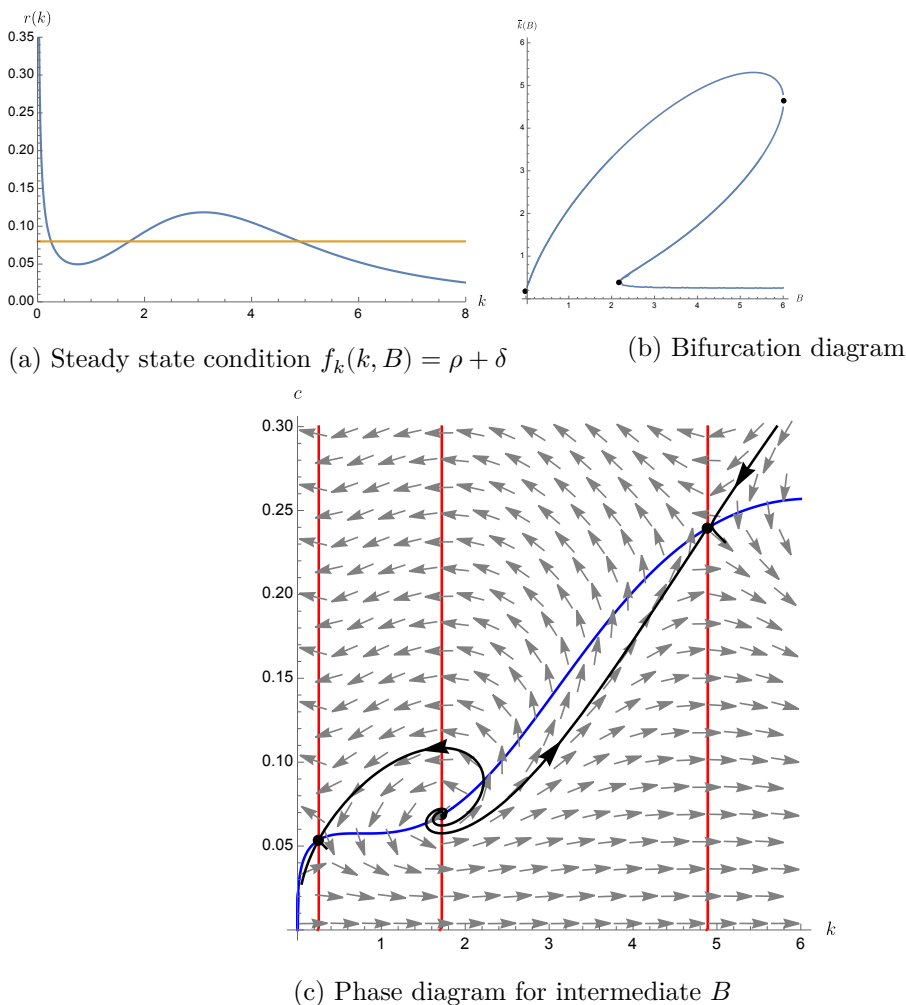 r(k)
0.35
0.30
0.25
0.20
0.15
0.10
0.05
0.00
0 2 4 6 8
k
(a) Steady state condition f_k(k, B) = ρ + δ
k̄(B)
6
5
4
3
2
1
1 2 3 4 5 6
B
(b) Bifurcation diagram
c
0.30
0.25
0.20
0.15
0.10
0.05
1 2 3 4 5 6
k
(c) Phase diagram for intermediate B